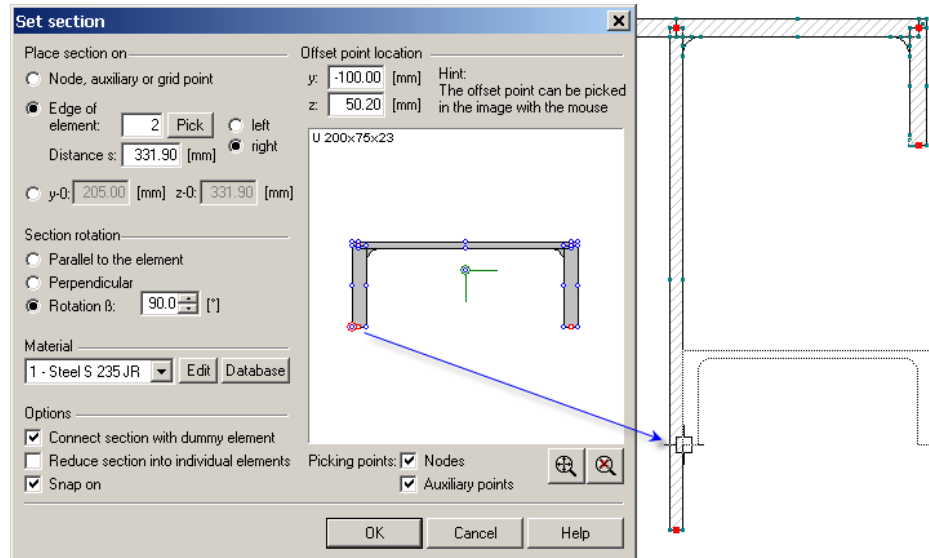 Set section
Place section on
Node, auxiliary or grid point
Edge of
element: 2 Pick left
right
Distance s: 331.90 [mm]
y-0: 205.00 [mm] z-0: 331.90 [mm]
Section rotation
Parallel to the element
Perpendicular
Rotation ß: 90.0 [°]
Material
1 - Steel S 235 JR Edit Database
Options
Connect section with dummy element
Reduce section into individual elements
Snap on
Offset point location
y: -100.00 [mm]
z: 50.20 [mm]
Hint:
The offset point can be picked
in the image with the mouse
U 200x75x23
Picking points: Nodes
Auxiliary points
OK Cancel Help